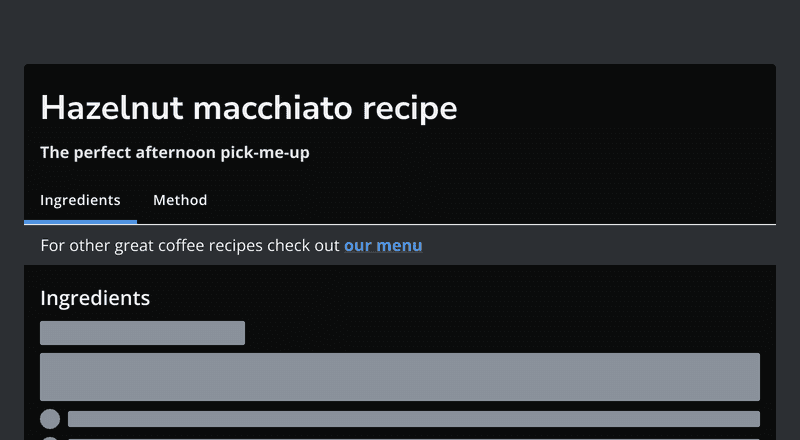 Hazelnut macchiato recipe
The perfect afternoon pick-me-up
Ingredients Method
For other great coffee recipes check out our menu
Ingredients